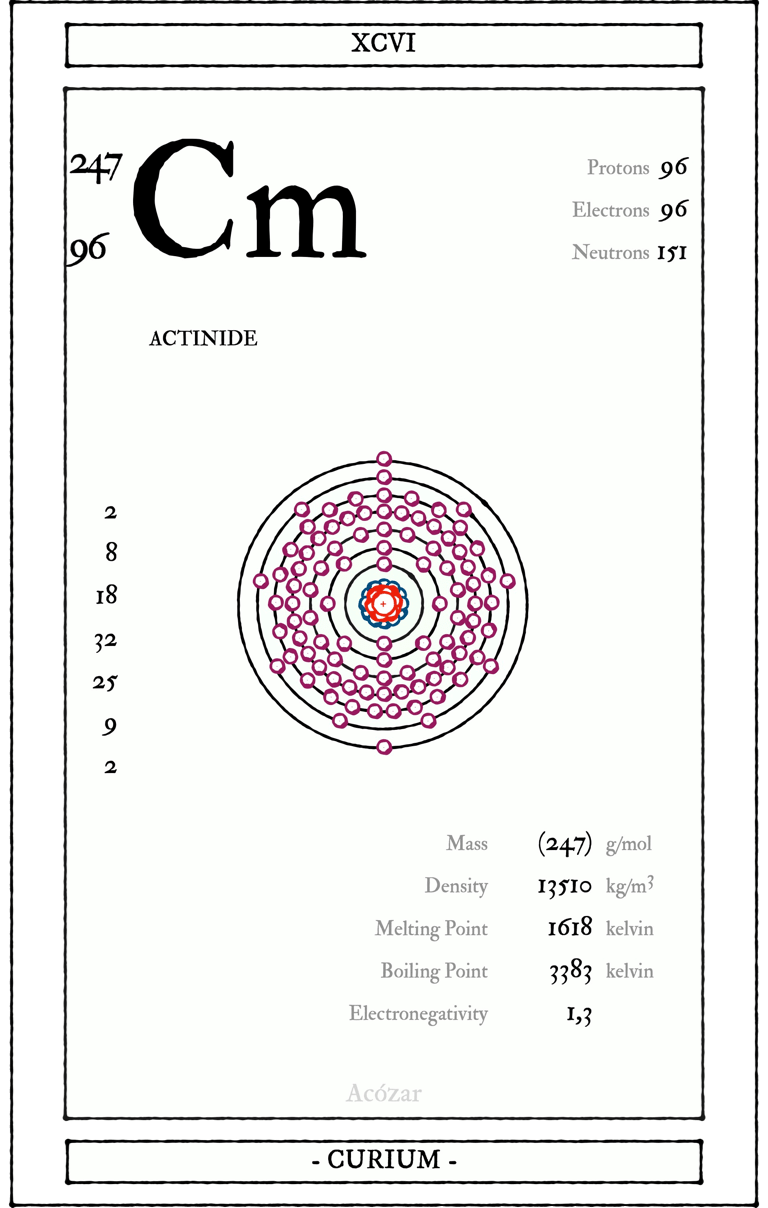 XCVI
247
96
Cm
Protons 96
Electrons 96
Neutrons 151
ACTINIDE
2
8
18
32
25
9
2
+
Mass (247) g/mol
Density 13510 kg/m³
Melting Point 1618 kelvin
Boiling Point 3383 kelvin
Electronegativity 1,3
Acózar
- CURIUM -